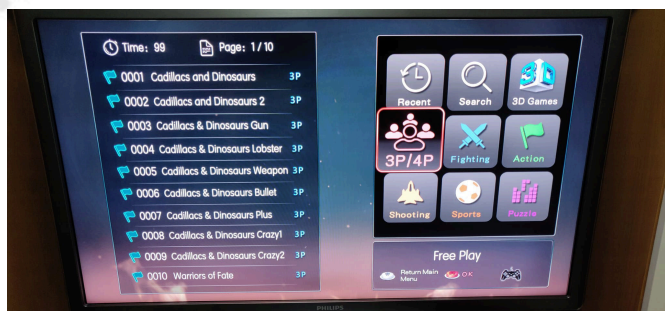 Time: 99 Page: 1/10
0001 Cadillacs and Dinosaurs 3P
0002 Cadillacs and Dinosaurs 2 3P
0003 Cadillacs & Dinosaurs Gun 3P
0004 Cadillacs & Dinosaurs Lobster 3P
0005 Cadillacs & Dinosaurs Weapon 3P
0006 Cadillacs & Dinosaurs Bullet 3P
0007 Cadillacs & Dinosaurs Plus 3P
0008 Cadillacs & Dinosaurs Crazy1 3P
0009 Cadillacs & Dinosaurs Crazy2 3P
0010 Warriors of Fate 3P
3D
Recent Search 3D Games
3P/4P Fighting Action
Shooting Sports Puzzle
Free Play
Return Main Menu OK
PHILIPS